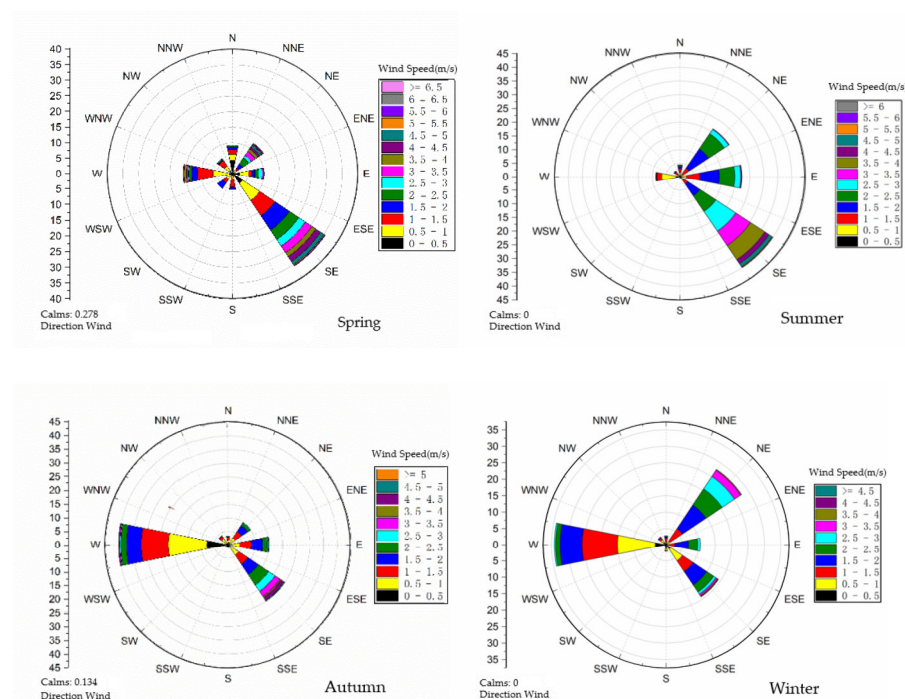 N
NNE
NE
ENE
E
ESE
SE
SSE
S
SSW
SW
WSW
W
WNW
NW
NNW
40
35
30
25
20
15
10
5
0
5
10
15
20
25
30
35
40
Wind Speed(m/s)
>= 6.5
6 - 6.5
5.5 - 6
5 - 5.5
4.5 - 5
4 - 4.5
3.5 - 4
3 - 3.5
2.5 - 3
2 - 2.5
1.5 - 2
1 - 1.5
0.5 - 1
0 - 0.5
Calms: 0.278
Direction Wind
Spring
N
NNE
NE
ENE
E
ESE
SE
SSE
S
SSW
SW
WSW
W
WNW
NW
NNW
45
40
35
30
25
20
15
10
5
0
5
10
15
20
25
30
35
40
45
Wind Speed(m/s)
>= 6
5.5 - 6
5 - 5.5
4.5 - 5
4 - 4.5
3.5 - 4
3 - 3.5
2.5 - 3
2 - 2.5
1.5 - 2
1 - 1.5
0.5 - 1
0 - 0.5
Calms: 0
Direction Wind
Summer
N
NNE
NE
ENE
E
ESE
SE
SSE
S
SSW
SW
WSW
W
WNW
NW
NNW
45
40
35
30
25
20
15
10
5
0
5
10
15
20
25
30
35
40
45
Wind Speed(m/s)
>= 5
4.5 - 5
4 - 4.5
3.5 - 4
3 - 3.5
2.5 - 3
2 - 2.5
1.5 - 2
1 - 1.5
0.5 - 1
0 - 0.5
Calms: 0.134
Direction Wind
Autumn
N
NNE
NE
ENE
E
ESE
SE
SSE
S
SSW
SW
WSW
W
WNW
NW
NNW
35
30
25
20
15
10
5
0
5
10
15
20
25
30
35
Wind Speed(m/s)
>= 4.5
4 - 4.5
3.5 - 4
3 - 3.5
2.5 - 3
2 - 2.5
1.5 - 2
1 - 1.5
0.5 - 1
0 - 0.5
Calms: 0
Direction Wind
Winter